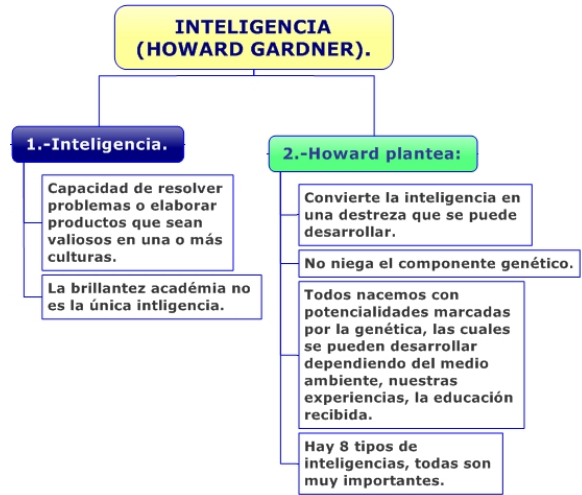 INTELIGENCIA
(HOWARD GARDNER).
1.-Inteligencia.
Capacidad de resolver
problemas o elaborar
productos que sean
valiosos en una o más
culturas.
La brillantez académia no
es la única intligencia.
2.-Howard plantea:
Convierte la inteligencia en
una destreza que se puede
desarrollar.
No niega el componente genético.
Todos nacemos con
potencialidades marcadas
por la genética, las cuales
se pueden desarrollar
dependiendo del medio
ambiente, nuestras
experiencias, la educación
recibida.
Hay 8 tipos de
inteligencias, todas son
muy importantes.